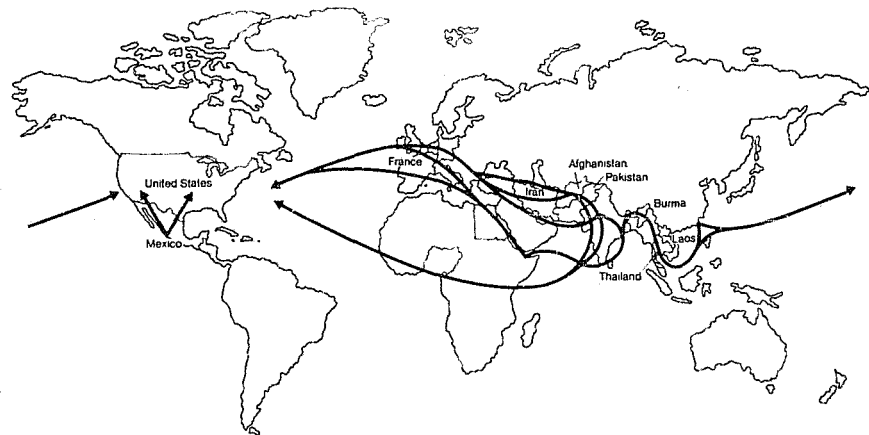 France
Afghanistan
Pakistan
United States
Iran
Burma
Mexico
Laos
Thailand